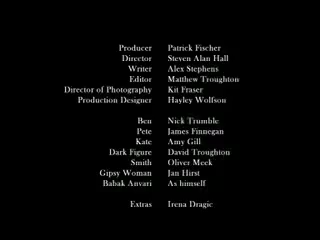 Producer Patrick Fischer
Director Steven Alan Hall
Writer Alex Stephens
Editor Matthew Troughton
Director of Photography Kit Fraser
Production Designer Hayley Wolfson
Ben Nick Trumble
Pete James Finnegan
Kate Amy Gill
Dark Figure David Troughton
Smith Oliver Meek
Gipsy Woman Jan Hirst
Babak Anvari As himself
Extras Irena Dragic